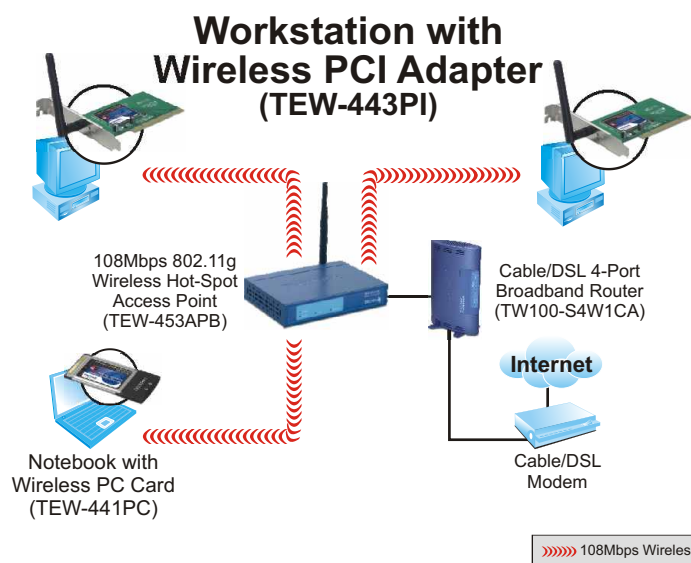 Workstation with
Wireless PCI Adapter
(TEW-443PI)
108Mbps 802.11g
Wireless Hot-Spot
Access Point
(TEW-453APB)
Cable/DSL 4-Port
Broadband Router
(TW100-S4W1CA)
Internet
Notebook with
Wireless PC Card
(TEW-441PC)
Cable/DSL
Modem
108Mbps Wireles